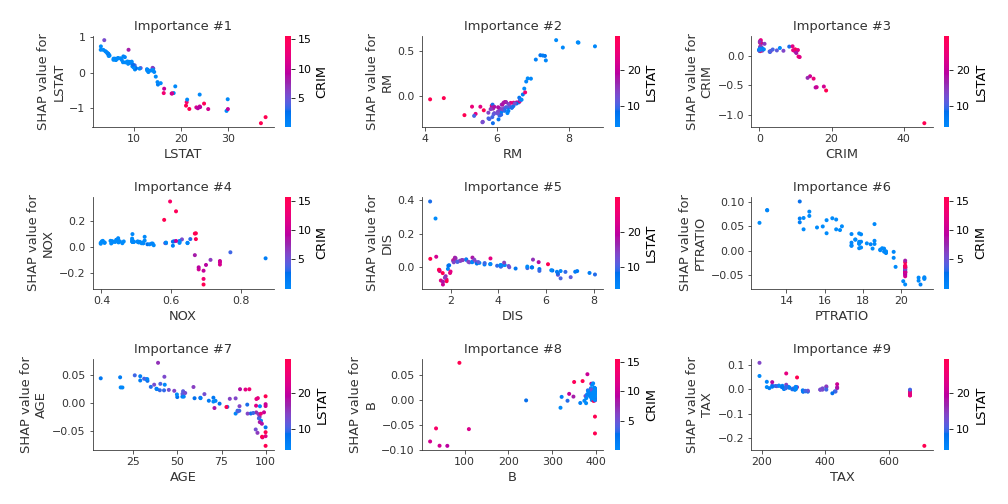 Importance #1
SHAP value for
LSTAT
1
0
−1
10
20
30
LSTAT
15
10
5
CRIM
Importance #2
SHAP value for
RM
0.5
0.0
4
6
8
RM
20
10
LSTAT
Importance #3
SHAP value for
CRIM
0.0
−0.5
−1.0
0
20
40
CRIM
20
10
LSTAT
Importance #4
SHAP value for
NOX
0.2
0.0
−0.2
0.4
0.6
0.8
NOX
15
10
5
CRIM
Importance #5
SHAP value for
DIS
0.4
0.2
0.0
2
4
6
8
DIS
20
10
LSTAT
Importance #6
SHAP value for
PTRATIO
0.10
0.05
0.00
−0.05
14
16
18
20
PTRATIO
15
10
5
CRIM
Importance #7
SHAP value for
AGE
0.05
0.00
−0.05
25
50
75
100
AGE
20
10
LSTAT
Importance #8
SHAP value for
B
0.05
0.00
−0.05
−0.10
100
200
300
400
B
15
10
5
CRIM
Importance #9
SHAP value for
TAX
0.1
0.0
−0.1
−0.2
200
400
600
TAX
20
10
LSTAT